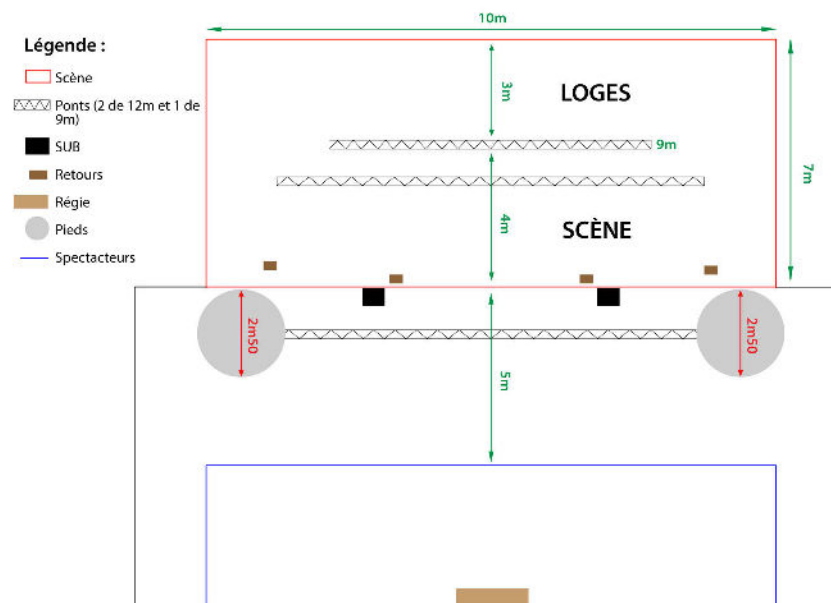 10m
Légende :
Scène
Ponts (2 de 12m et 1 de
9m)
SUB
Retours
Régie
Pieds
Spectacteurs
3m
LOGES
9m
7m
4m
SCÈNE
2m50
2m50
5m